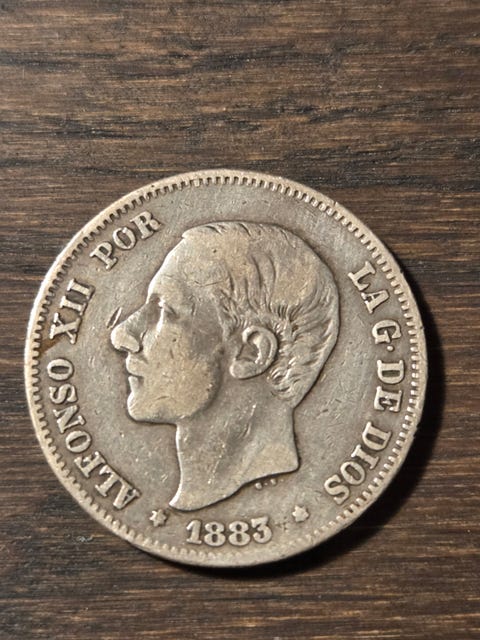 ALFONSO XII POR LA G. DE DIOS
* 1883 *